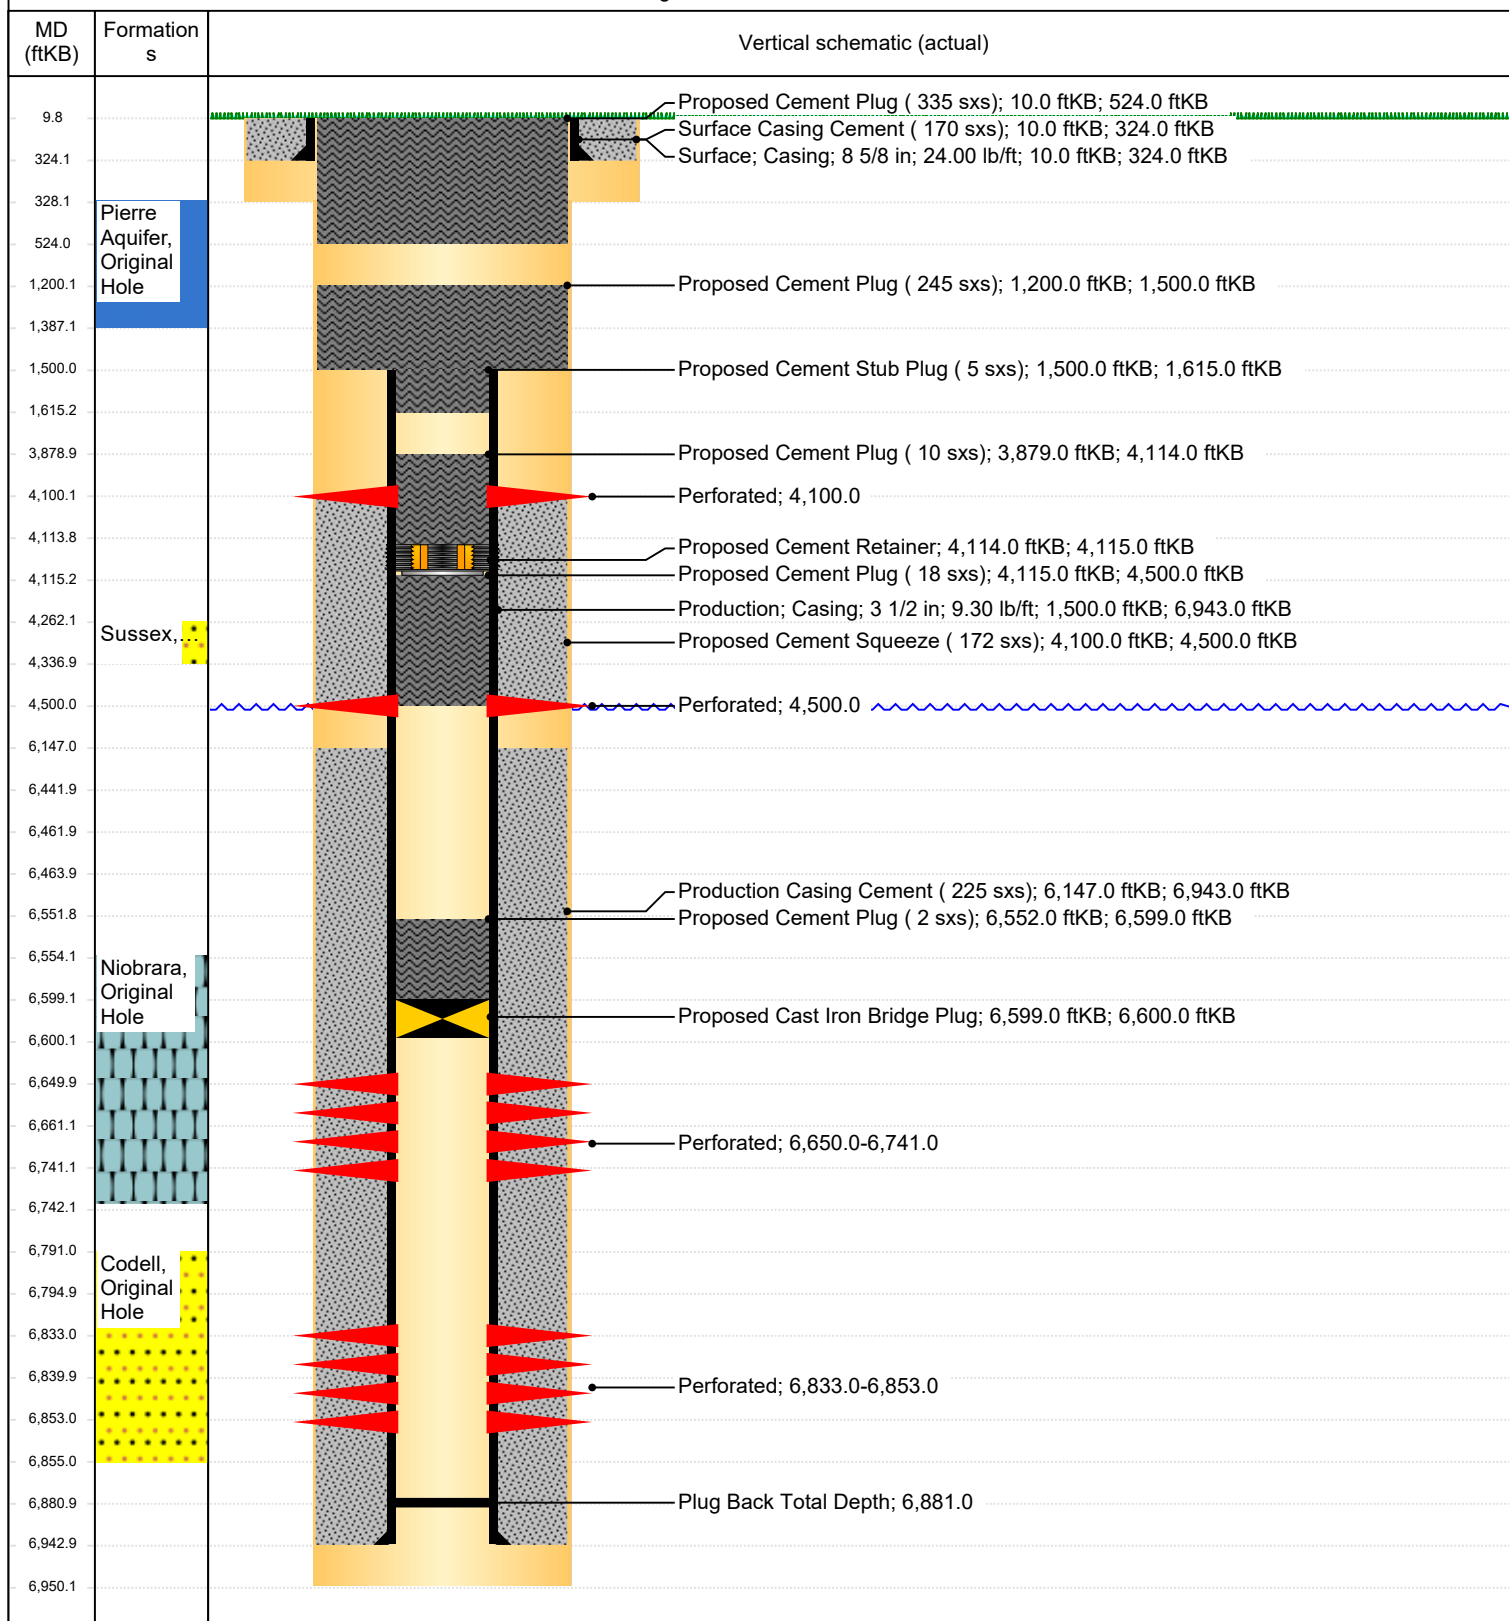 MD
(ftKB)
Formation
s
Vertical schematic (actual)
9.8
324.1
328.1
524.0
1,200.1
1,387.1
1,500.0
1,615.2
3,878.9
4,100.1
4,113.8
4,115.2
4,262.1
4,336.9
4,500.0
6,147.0
6,441.9
6,461.9
6,463.9
6,551.8
6,554.1
6,599.1
6,600.1
6,649.9
6,661.1
6,741.1
6,742.1
6,791.0
6,794.9
6,833.0
6,839.9
6,853.0
6,855.0
6,880.9
6,942.9
6,950.1
Pierre
Aquifer,
Original
Hole
Sussex,...
Niobrara,
Original
Hole
Codell,
Original
Hole
Proposed Cement Plug ( 335 sxs); 10.0 ftKB; 524.0 ftKB
Surface Casing Cement ( 170 sxs); 10.0 ftKB; 324.0 ftKB
Surface; Casing; 8 5/8 in; 24.00 lb/ft; 10.0 ftKB; 324.0 ftKB
Proposed Cement Plug ( 245 sxs); 1,200.0 ftKB; 1,500.0 ftKB
Proposed Cement Stub Plug ( 5 sxs); 1,500.0 ftKB; 1,615.0 ftKB
Proposed Cement Plug ( 10 sxs); 3,879.0 ftKB; 4,114.0 ftKB
Perforated; 4,100.0
Proposed Cement Retainer; 4,114.0 ftKB; 4,115.0 ftKB
Proposed Cement Plug ( 18 sxs); 4,115.0 ftKB; 4,500.0 ftKB
Production; Casing; 3 1/2 in; 9.30 lb/ft; 1,500.0 ftKB; 6,943.0 ftKB
Proposed Cement Squeeze ( 172 sxs); 4,100.0 ftKB; 4,500.0 ftKB
Perforated; 4,500.0
Production Casing Cement ( 225 sxs); 6,147.0 ftKB; 6,943.0 ftKB
Proposed Cement Plug ( 2 sxs); 6,552.0 ftKB; 6,599.0 ftKB
Proposed Cast Iron Bridge Plug; 6,599.0 ftKB; 6,600.0 ftKB
Perforated; 6,650.0-6,741.0
Perforated; 6,833.0-6,853.0
Plug Back Total Depth; 6,881.0